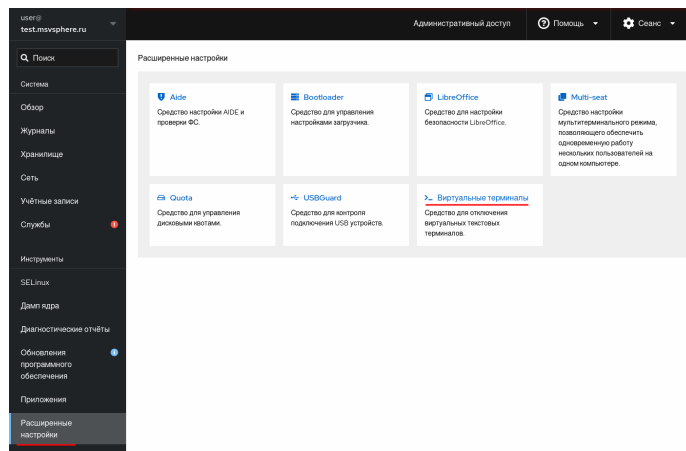 user@
test.msvsphere.ru
Административный доступ
Помощь
Сеанс
Поиск
Система
Обзор
Журналы
Хранилище
Сеть
Учётные записи
Службы
Инструменты
SELinux
Дамп ядра
Диагностические отчёты
Обновления
программного
обеспечения
Приложения
Расширенные
настройки
Расширенные настройки
Aide
Средство настройки AIDE и
проверки ФС.
Bootloader
Средство для управления
настройками загрузчика.
LibreOffice
Средство для настройки
безопасности LibreOffice.
Multi-seat
Средство настройки
мультитерминального режима,
позволяющего обеспечить
одновременную работу
нескольких пользователей на
одном компьютере.
Quota
Средство для управления
дисковыми квотами.
USBGuard
Средство для контроля
подключения USB устройств.
Виртуальные терминалы
Средство для отключения
виртуальных текстовых
терминалов.